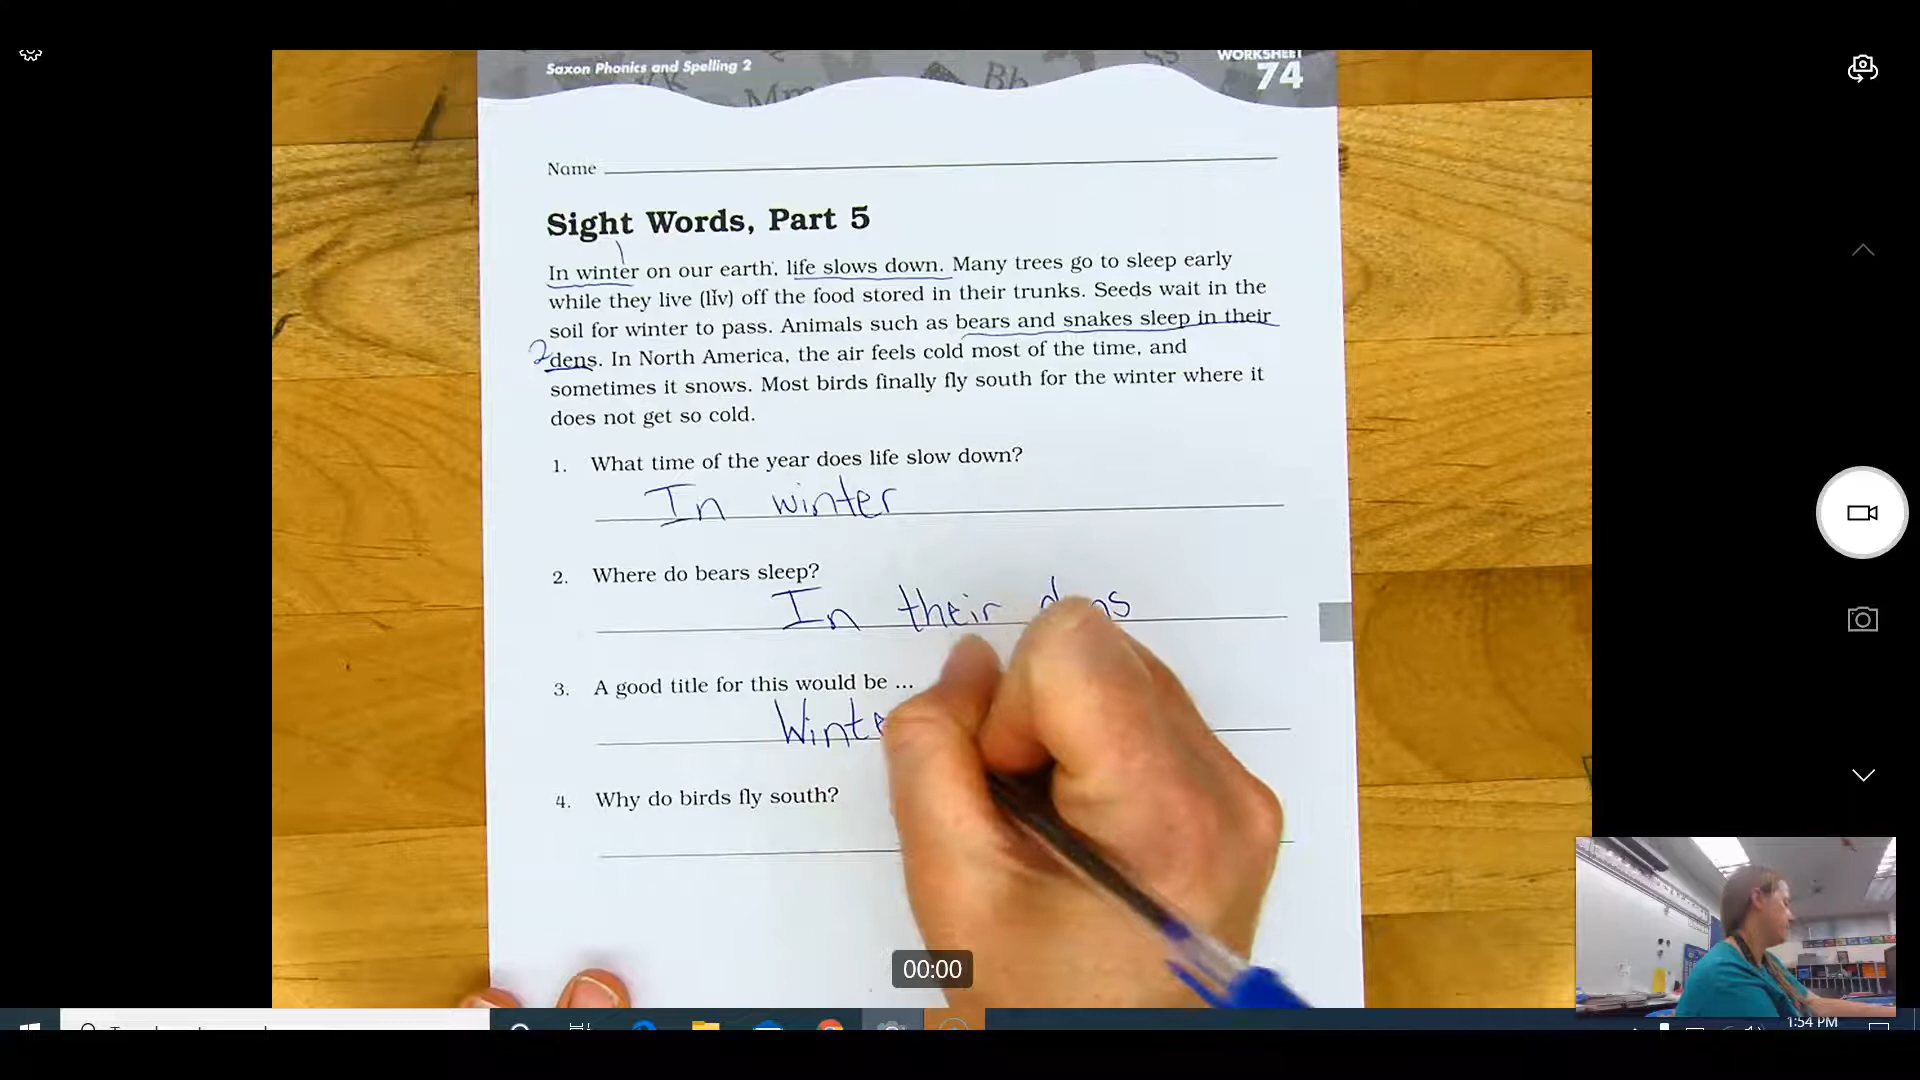 Saxon Phonics and Spelling 2
WORKSHEET
74
Mm
Bb
Name
Sight Words, Part 5
1
In winter on our earth, life slows down. Many trees go to sleep early
while they live (lĭv) off the food stored in their trunks. Seeds wait in the
soil for winter to pass. Animals such as bears and snakes sleep in their
2
dens. In North America, the air feels cold most of the time, and
sometimes it snows. Most birds finally fly south for the winter where it
does not get so cold.
1. What time of the year does life slow down?
In winter
2. Where do bears sleep?
In their dens
3. A good title for this would be ...
Winte
4. Why do birds fly south?
00:00
1:54 PM